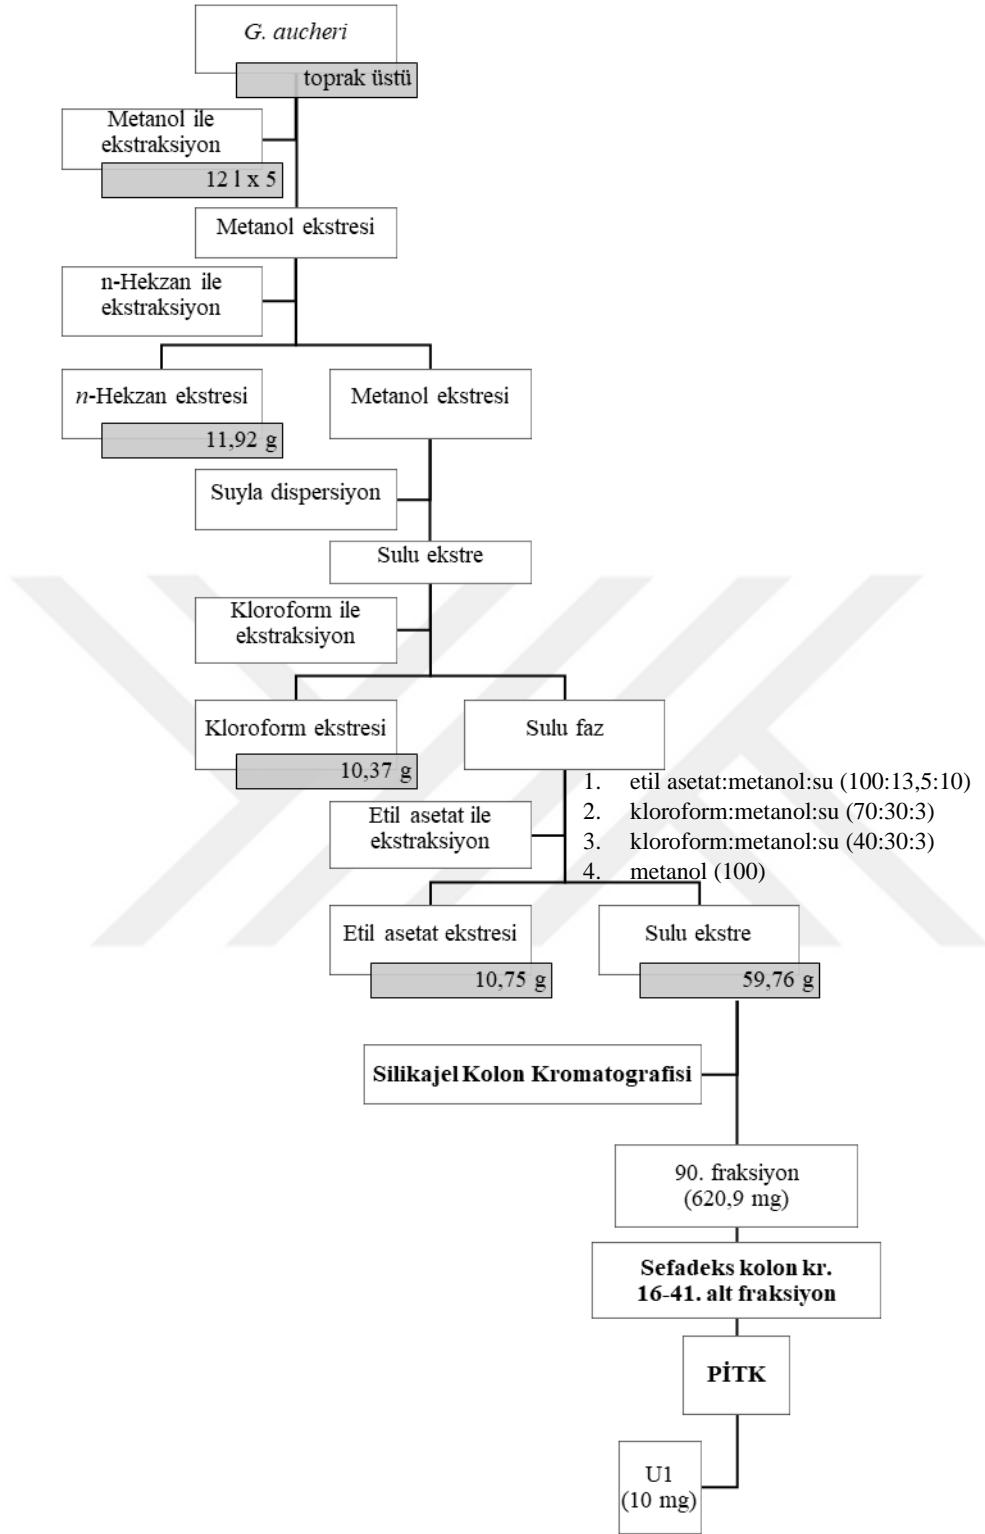 G. aucheri
toprak üstü
Metanol ile
ekstraksiyon
12 l x 5
Metanol ekstresi
n-Hekzan ile
ekstraksiyon
n-Hekzan ekstresi
11,92 g
Metanol ekstresi
Suyla dispersiyon
Sulu ekstre
Kloroform ile
ekstraksiyon
Kloroform ekstresi
10,37 g
Sulu faz
1. etil asetat:metanol:su (100:13,5:10)
2. kloroform:metanol:su (70:30:3)
3. kloroform:metanol:su (40:30:3)
4. metanol (100)
Etil asetat ile
ekstraksiyon
Etil asetat ekstresi
10,75 g
Sulu ekstre
59,76 g
Silikajel Kolon Kromatografisi
90. fraksiyon
(620,9 mg)
Sefadeks kolon kr.
16-41. alt fraksiyon
PİTK
U1
(10 mg)